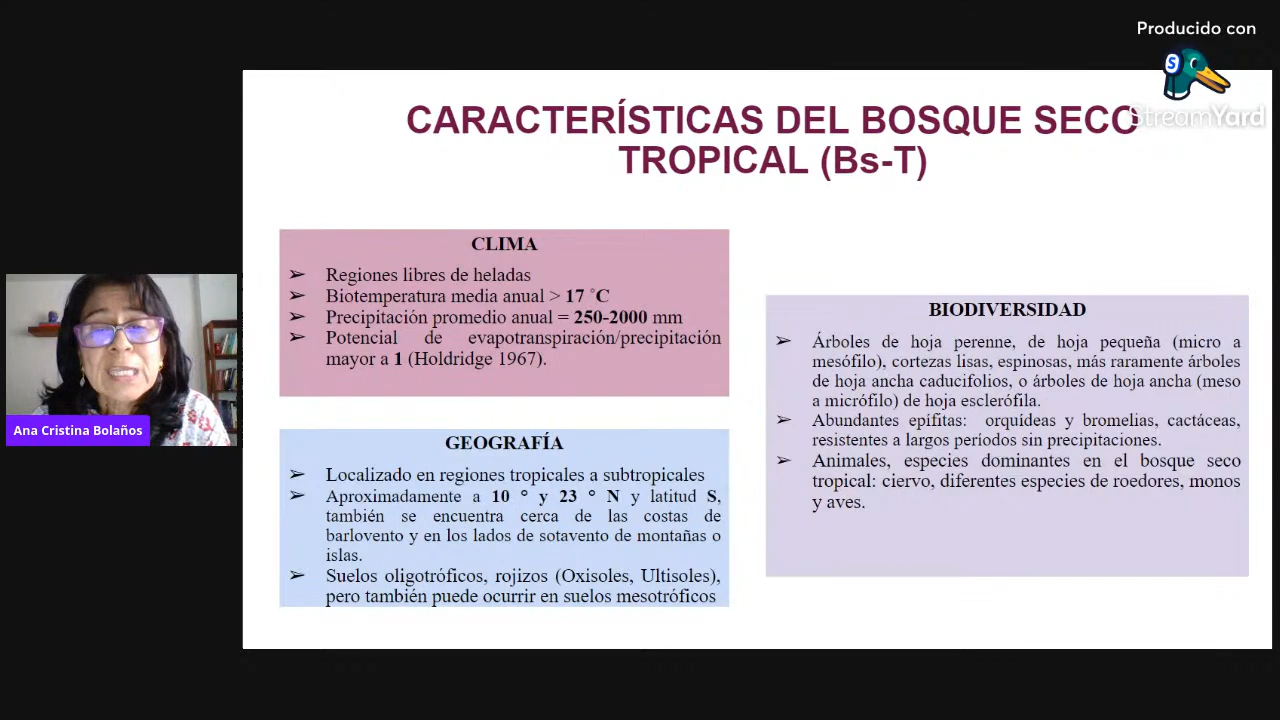 Producido con
StreamYard
CARACTERÍSTICAS DEL BOSQUE SECO
TROPICAL (Bs-T)
CLIMA
➢ Regiones libres de heladas
➢ Biotemperatura media anual > 17 ˚C
➢ Precipitación promedio anual = 250-2000 mm
➢ Potencial de evapotranspiración/precipitación
mayor a 1 (Holdridge 1967).
GEOGRAFÍA
➢ Localizado en regiones tropicales a subtropicales
➢ Aproximadamente a 10 ° y 23 ° N y latitud S,
también se encuentra cerca de las costas de
barlovento y en los lados de sotavento de montañas o
islas.
➢ Suelos oligotróficos, rojizos (Oxisoles, Ultisoles),
pero también puede ocurrir en suelos mesotróficos
BIODIVERSIDAD
➢ Árboles de hoja perenne, de hoja pequeña (micro a
mesófilo), cortezas lisas, espinosas, más raramente árboles
de hoja ancha caducifolios, o árboles de hoja ancha (meso
a micrófilo) de hoja esclerófila.
➢ Abundantes epífitas: orquídeas y bromelias, cactáceas,
resistentes a largos períodos sin precipitaciones.
➢ Animales, especies dominantes en el bosque seco
tropical: ciervo, diferentes especies de roedores, monos
y aves.
Ana Cristina Bolaños